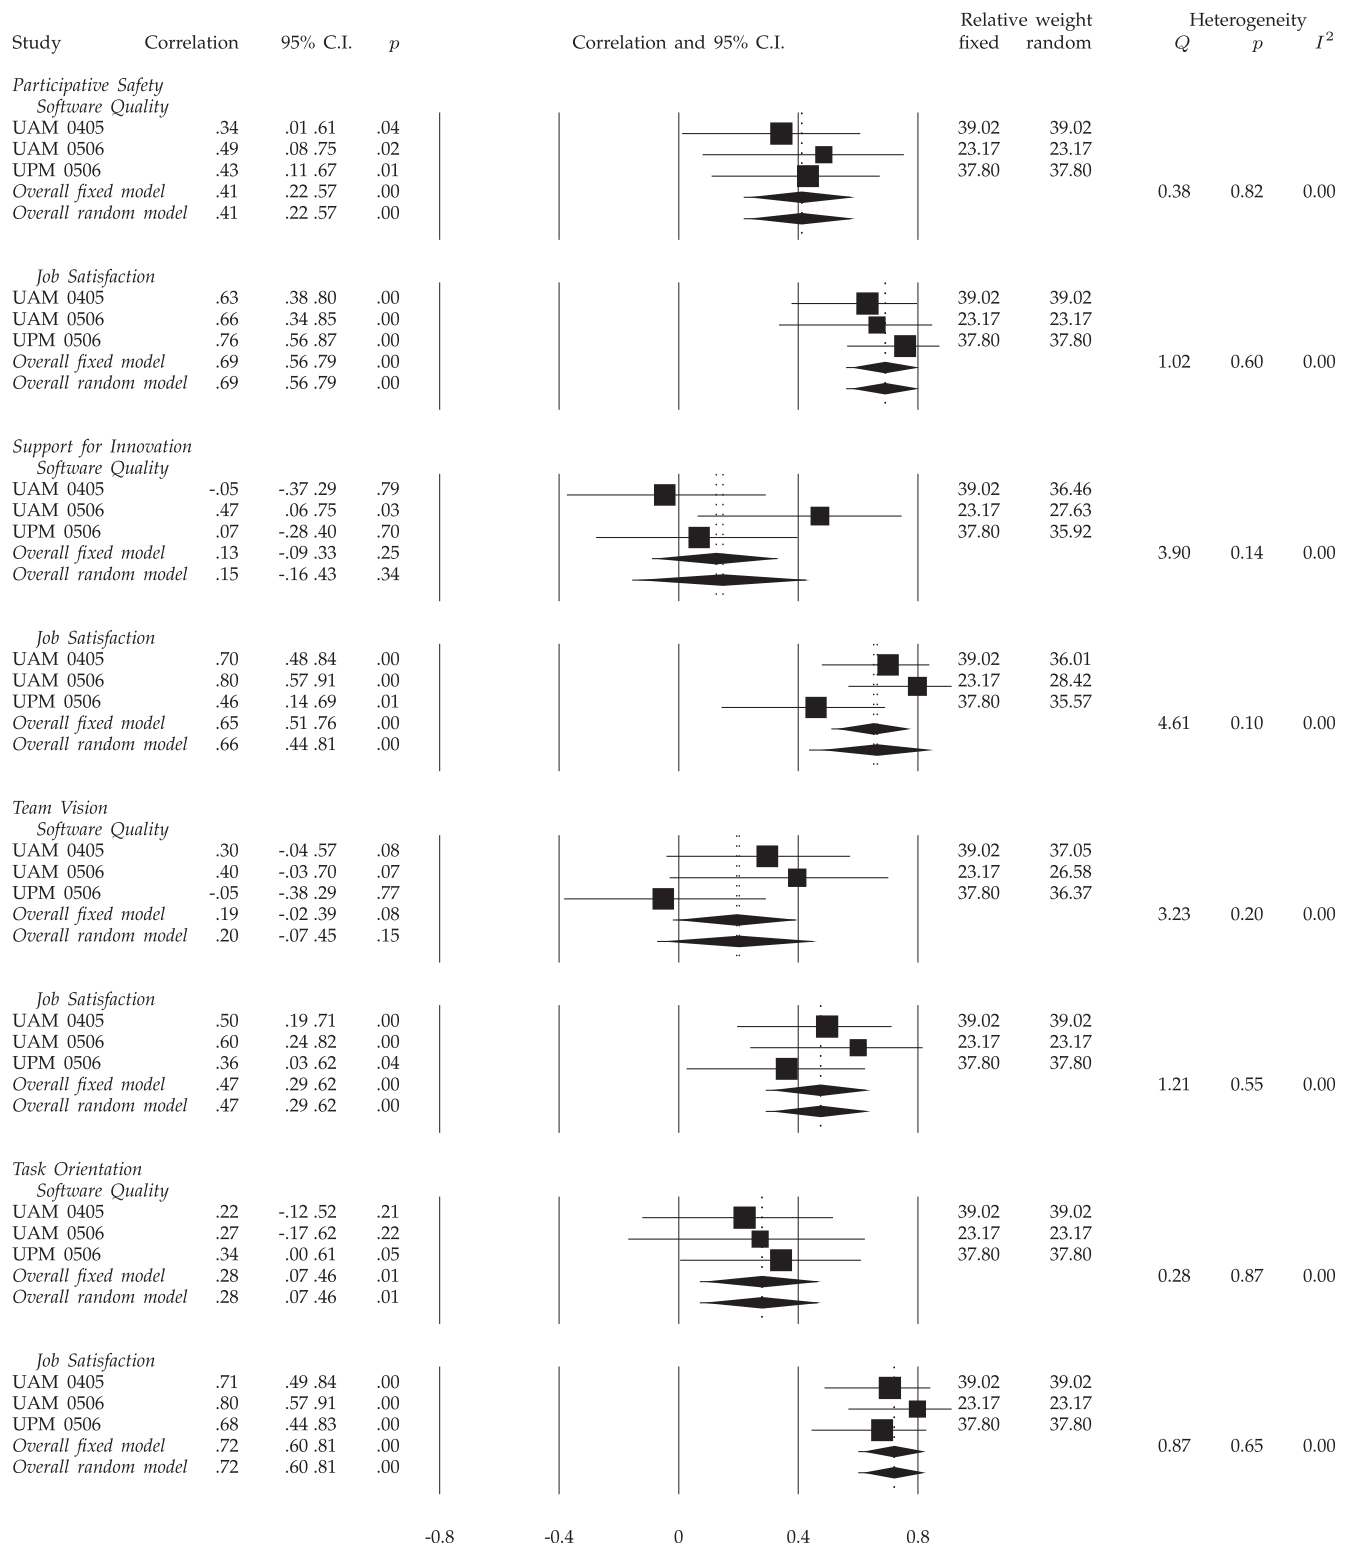 Relative weight Heterogeneity
Study Correlation 95% C.I. p Correlation and 95% C.I. fixed random Q p I²
Participative Safety
Software Quality
UAM 0405 .34 .01 .61 .04 39.02 39.02
UAM 0506 .49 .08 .75 .02 23.17 23.17
UPM 0506 .43 .11 .67 .01 37.80 37.80
Overall fixed model .41 .22 .57 .00 0.38 0.82 0.00
Overall random model .41 .22 .57 .00
Job Satisfaction
UAM 0405 .63 .38 .80 .00 39.02 39.02
UAM 0506 .66 .34 .85 .00 23.17 23.17
UPM 0506 .76 .56 .87 .00 37.80 37.80
Overall fixed model .69 .56 .79 .00 1.02 0.60 0.00
Overall random model .69 .56 .79 .00
Support for Innovation
Software Quality
UAM 0405 -.05 -.37 .29 .79 39.02 36.46
UAM 0506 .47 .06 .75 .03 23.17 27.63
UPM 0506 .07 -.28 .40 .70 37.80 35.92
Overall fixed model .13 -.09 .33 .25 3.90 0.14 0.00
Overall random model .15 -.16 .43 .34
Job Satisfaction
UAM 0405 .70 .48 .84 .00 39.02 36.01
UAM 0506 .80 .57 .91 .00 23.17 28.42
UPM 0506 .46 .14 .69 .01 37.80 35.57
Overall fixed model .65 .51 .76 .00 4.61 0.10 0.00
Overall random model .66 .44 .81 .00
Team Vision
Software Quality
UAM 0405 .30 -.04 .57 .08 39.02 37.05
UAM 0506 .40 -.03 .70 .07 23.17 26.58
UPM 0506 -.05 -.38 .29 .77 37.80 36.37
Overall fixed model .19 -.02 .39 .08 3.23 0.20 0.00
Overall random model .20 -.07 .45 .15
Job Satisfaction
UAM 0405 .50 .19 .71 .00 39.02 39.02
UAM 0506 .60 .24 .82 .00 23.17 23.17
UPM 0506 .36 .03 .62 .04 37.80 37.80
Overall fixed model .47 .29 .62 .00 1.21 0.55 0.00
Overall random model .47 .29 .62 .00
Task Orientation
Software Quality
UAM 0405 .22 -.12 .52 .21 39.02 39.02
UAM 0506 .27 -.17 .62 .22 23.17 23.17
UPM 0506 .34 .00 .61 .05 37.80 37.80
Overall fixed model .28 .07 .46 .01 0.28 0.87 0.00
Overall random model .28 .07 .46 .01
Job Satisfaction
UAM 0405 .71 .49 .84 .00 39.02 39.02
UAM 0506 .80 .57 .91 .00 23.17 23.17
UPM 0506 .68 .44 .83 .00 37.80 37.80
Overall fixed model .72 .60 .81 .00 0.87 0.65 0.00
Overall random model .72 .60 .81 .00
-0.8 -0.4 0 0.4 0.8